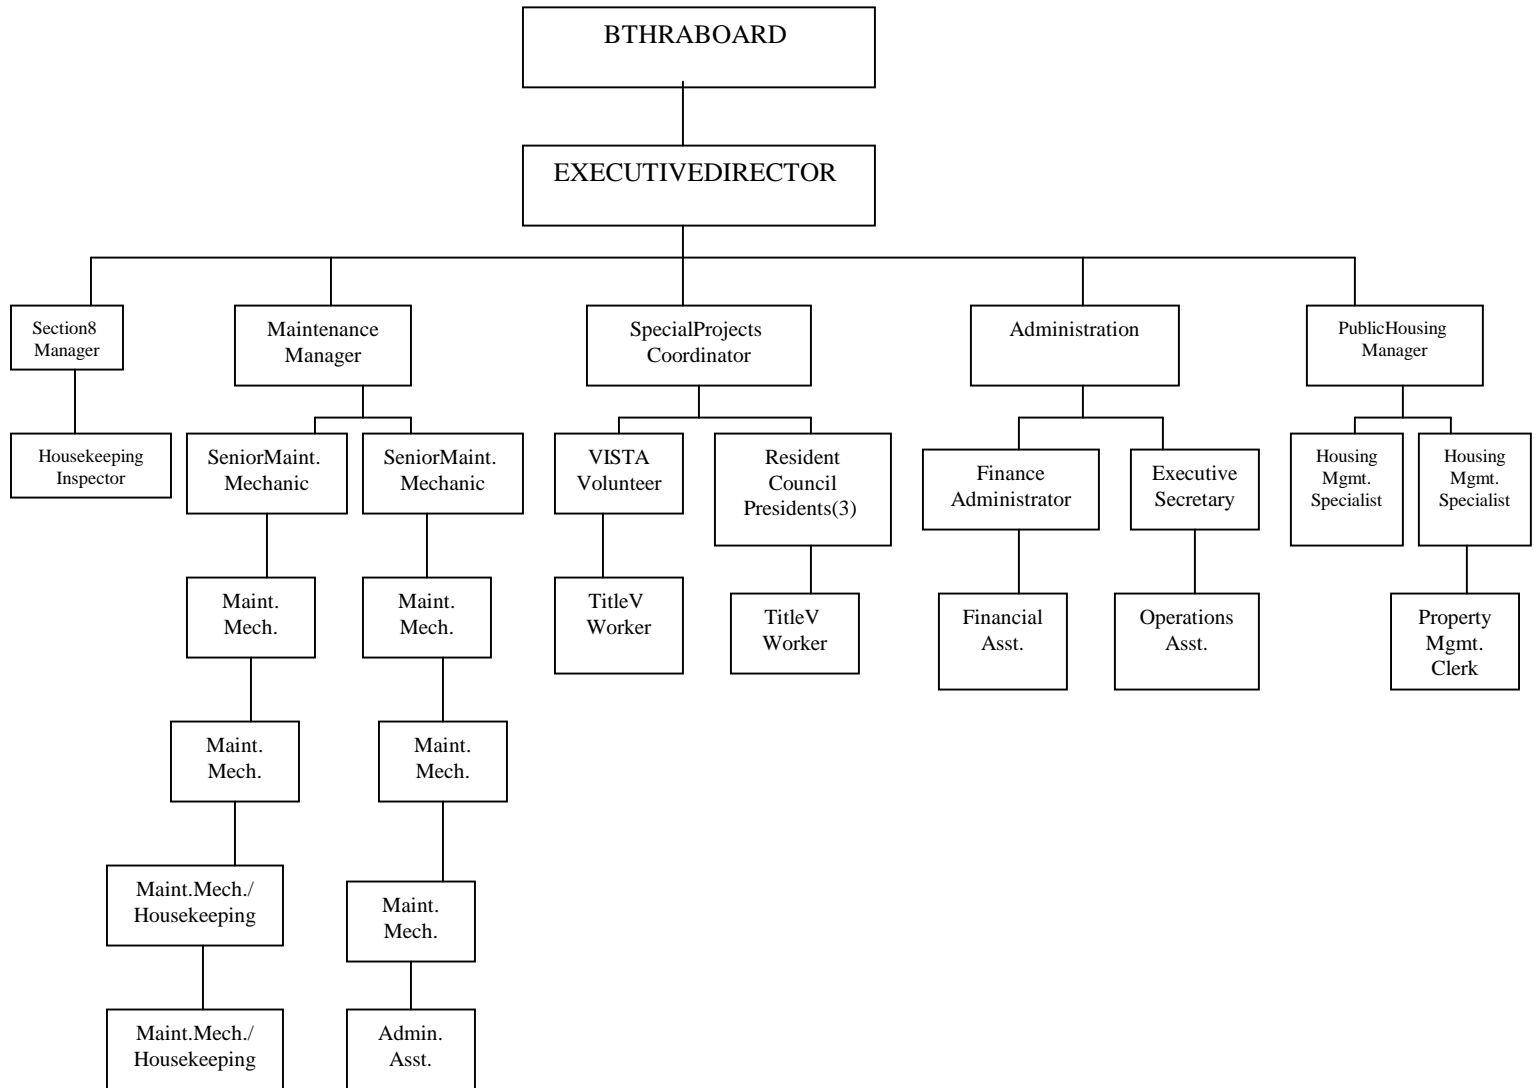 BTHRABOARD
EXECUTIVEDIRECTOR
Section8
Manager
Maintenance
Manager
SpecialProjects
Coordinator
Administration
PublicHousing
Manager
Housekeeping
Inspector
SeniorMaint.
Mechanic
SeniorMaint.
Mechanic
VISTA
Volunteer
Resident
Council
Presidents(3)
Finance
Administrator
Executive
Secretary
Housing
Mgmt.
Specialist
Housing
Mgmt.
Specialist
Maint.
Mech.
Maint.
Mech.
TitleV
Worker
TitleV
Worker
Financial
Asst.
Operations
Asst.
Property
Mgmt.
Clerk
Maint.
Mech.
Maint.
Mech.
Maint.Mech./
Housekeeping
Maint.
Mech.
Maint.Mech./
Housekeeping
Admin.
Asst.